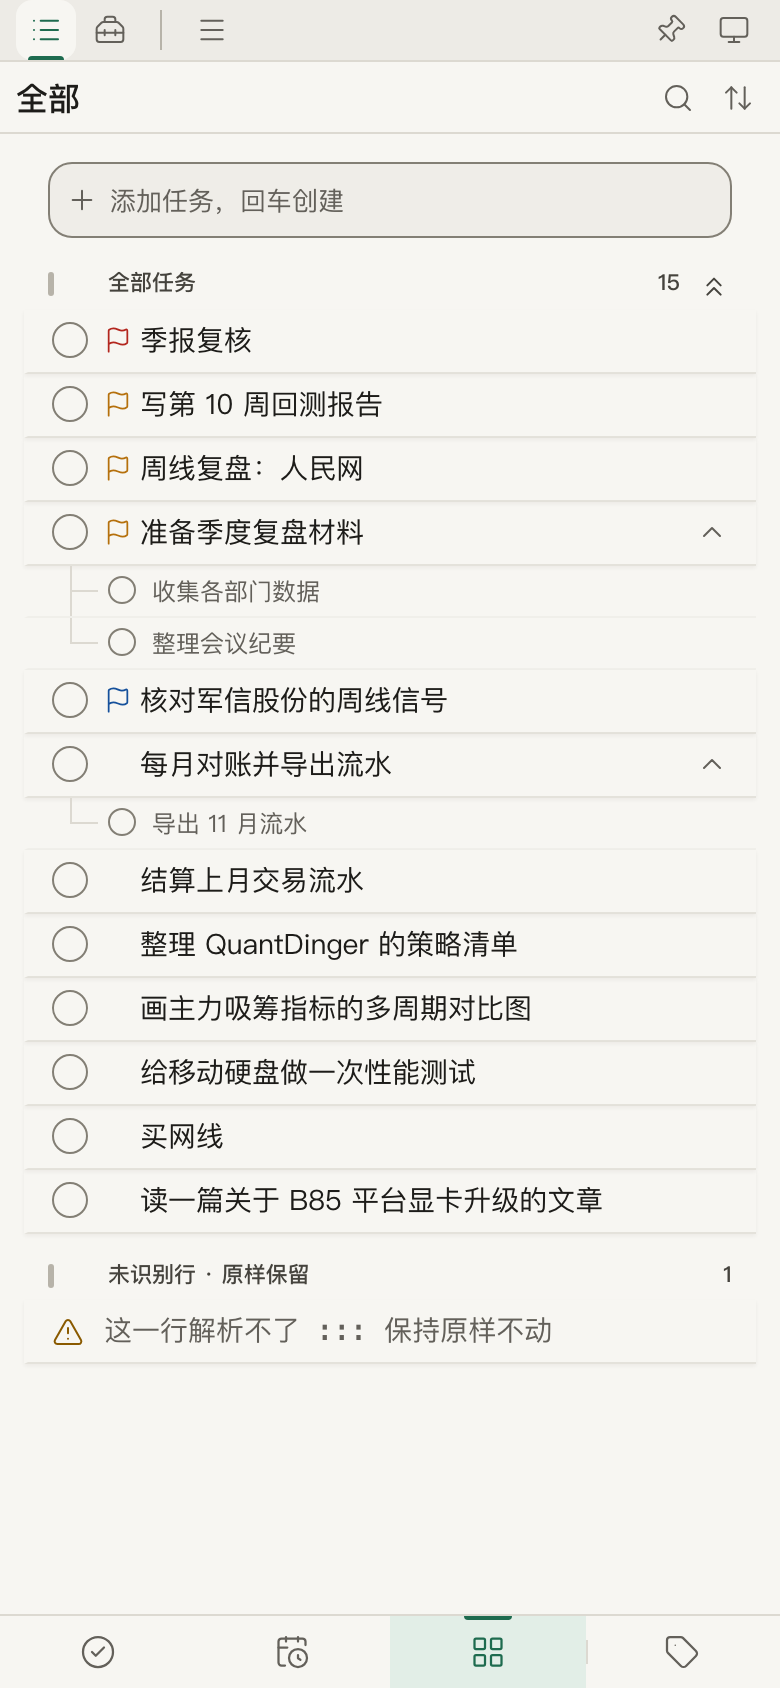 全部
添加任务，回车创建
全部任务 15
季报复核
写第 10 周回测报告
周线复盘：人民网
准备季度复盘材料
收集各部门数据
整理会议纪要
核对军信股份的周线信号
每月对账并导出流水
导出 11 月流水
结算上月交易流水
整理 QuantDinger 的策略清单
画主力吸筹指标的多周期对比图
给移动硬盘做一次性能测试
买网线
读一篇关于 B85 平台显卡升级的文章
未识别行 · 原样保留 1
这一行解析不了 ::: 保持原样不动